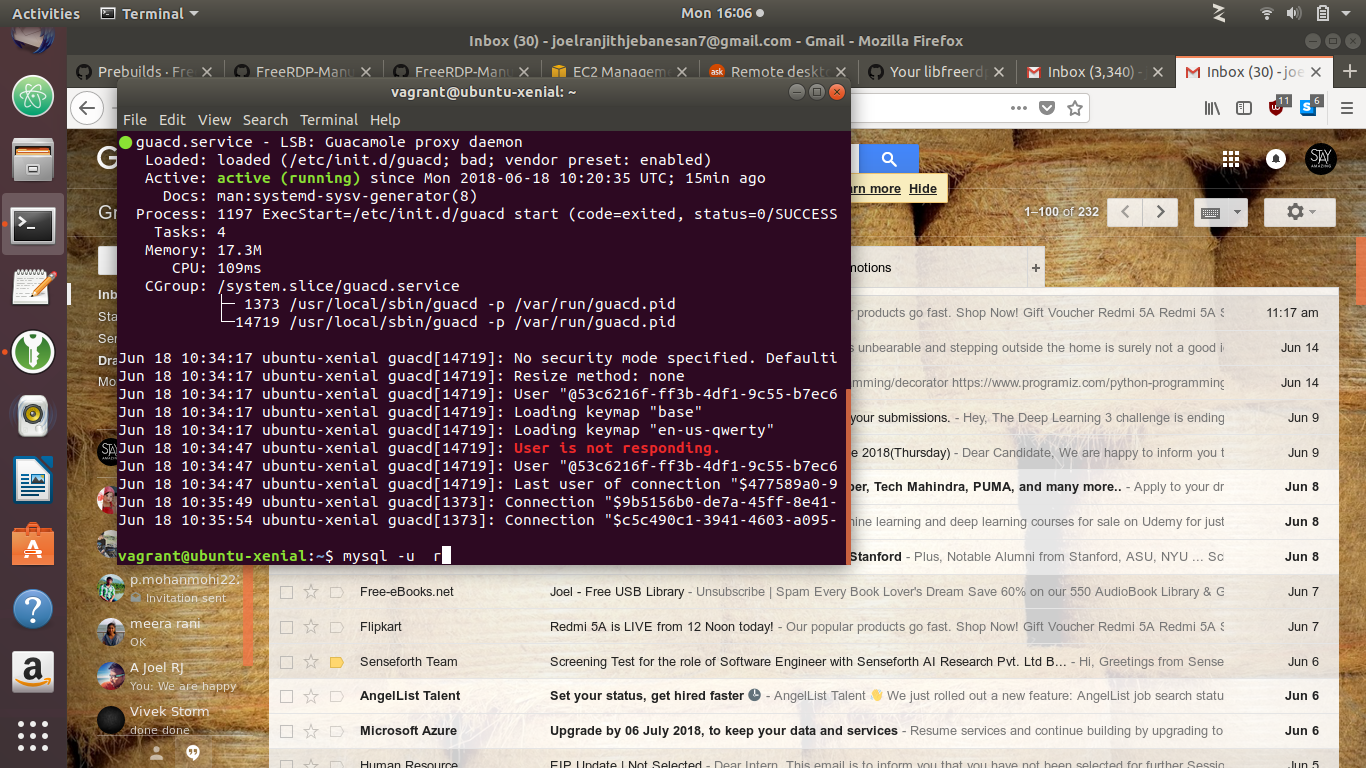 Activities Terminal Mon 16:06
Inbox (30) - joelranjithjebanesan7@gmail.com - Gmail - Mozilla Firefox
Prebuilds · Fre FreeRDP-Manu FreeRDP-Manu EC2 Managem ask Remote deskt Your libfreerd Inbox (3,340) - Inbox (30) - joe
vagrant@ubuntu-xenial: ~
11 6
File Edit View Search Terminal Help
guacd.service - LSB: Guacamole proxy daemon
Loaded: loaded (/etc/init.d/guacd; bad; vendor preset: enabled)
Active: active (running) since Mon 2018-06-18 10:20:35 UTC; 15min ago
Docs: man:systemd-sysv-generator(8)
Process: 1197 ExecStart=/etc/init.d/guacd start (code=exited, status=0/SUCCESS
Tasks: 4
Memory: 17.3M
CPU: 109ms
CGroup: /system.slice/guacd.service
├─ 1373 /usr/local/sbin/guacd -p /var/run/guacd.pid
└─14719 /usr/local/sbin/guacd -p /var/run/guacd.pid
Jun 18 10:34:17 ubuntu-xenial guacd[14719]: No security mode specified. Defaulti
Jun 18 10:34:17 ubuntu-xenial guacd[14719]: Resize method: none
Jun 18 10:34:17 ubuntu-xenial guacd[14719]: User "@53c6216f-ff3b-4df1-9c55-b7ec6
Jun 18 10:34:17 ubuntu-xenial guacd[14719]: Loading keymap "base"
Jun 18 10:34:17 ubuntu-xenial guacd[14719]: Loading keymap "en-us-qwerty"
Jun 18 10:34:47 ubuntu-xenial guacd[14719]: User is not responding.
Jun 18 10:34:47 ubuntu-xenial guacd[14719]: User "@53c6216f-ff3b-4df1-9c55-b7ec6
Jun 18 10:34:47 ubuntu-xenial guacd[14719]: Last user of connection "$477589a0-9
Jun 18 10:35:49 ubuntu-xenial guacd[1373]: Connection "$9b5156b0-de7a-45ff-8e41-
Jun 18 10:35:54 ubuntu-xenial guacd[1373]: Connection "$c5c490c1-3941-4603-a095-
vagrant@ubuntu-xenial:~$ mysql -u  r
G
Gr
Inb
Sta
Ser
Dra
Mo
STAY
arn more Hide
1–100 of 232
motions +
products go fast. Shop Now! Gift Voucher Redmi 5A Redmi 5A S 11:17 am
s unbearable and stepping outside the home is surely not a good i Jun 14
mming/decorator https://www.programiz.com/python-programming Jun 14
your submissions. - Hey, The Deep Learning 3 challenge is ending Jun 9
e 2018(Thursday) - Dear Candidate, We are happy to inform you t Jun 9
per, Tech Mahindra, PUMA, and many more.. - Apply to your dr Jun 8
hine learning and deep learning courses for sale on Udemy for just Jun 8
Stanford - Plus, Notable Alumni from Stanford, ASU, NYU ... Sc Jun 8
Free-eBooks.net Joel - Free USB Library - Unsubscribe | Spam Every Book Lover's Dream Save 60% on our 550 AudioBook Library & G Jun 7
Flipkart Redmi 5A is LIVE from 12 Noon today! - Our popular products go fast. Shop Now! Gift Voucher Redmi 5A Redmi 5A S Jun 7
Senseforth Team Screening Test for the role of Software Engineer with Senseforth AI Research Pvt. Ltd B... - Hi, Greetings from Sense Jun 6
AngelList Talent Set your status, get hired faster - AngelList Talent We just rolled out a new feature: AngelList job search statu Jun 6
Microsoft Azure Upgrade by 06 July 2018, to keep your data and services - Resume services and continue building by upgrading to Jun 6
Human Resource FIP Update | Not Selected - Dear Intern, This email is to inform you that you have not been selected for further Sessio Jun 5
p.mohanmohi22.
Invitation sent
meera rani
OK
A Joel RJ
You: We are happy
Vivek Storm
done done